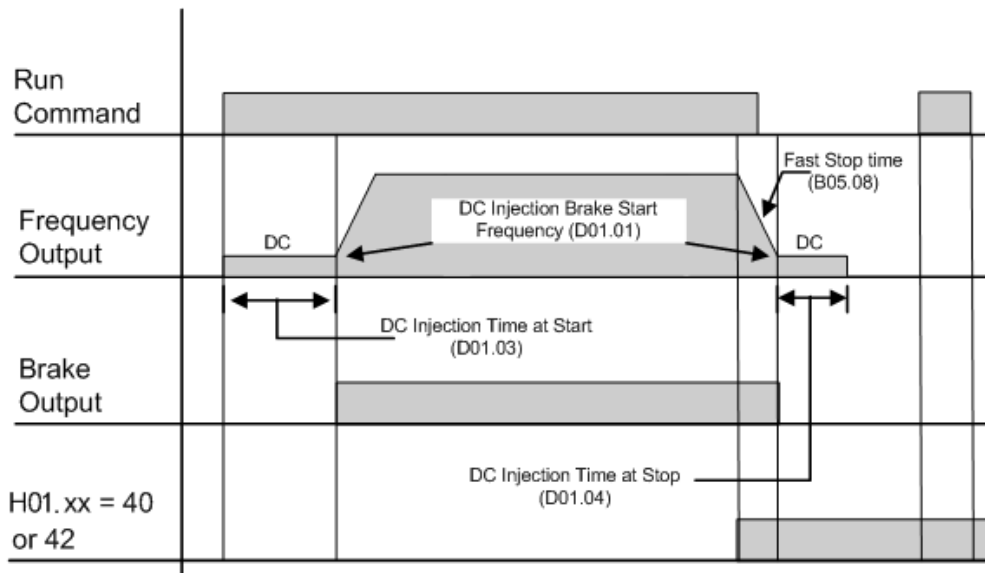 Run
Command
Fast Stop time
(B05.08)
Frequency
Output
DC
DC Injection Brake Start
Frequency (D01.01)
DC
DC Injection Time at Start
(D01.03)
Brake
Output
DC Injection Time at Stop
(D01.04)
H01.xx = 40
or 42